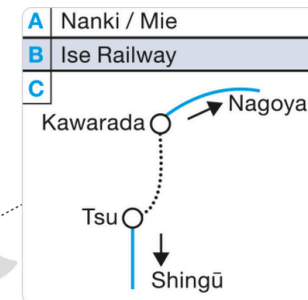 A Nanki / Mie
B Ise Railway
C
Nagoya
Kawarada
Tsu
Shingū